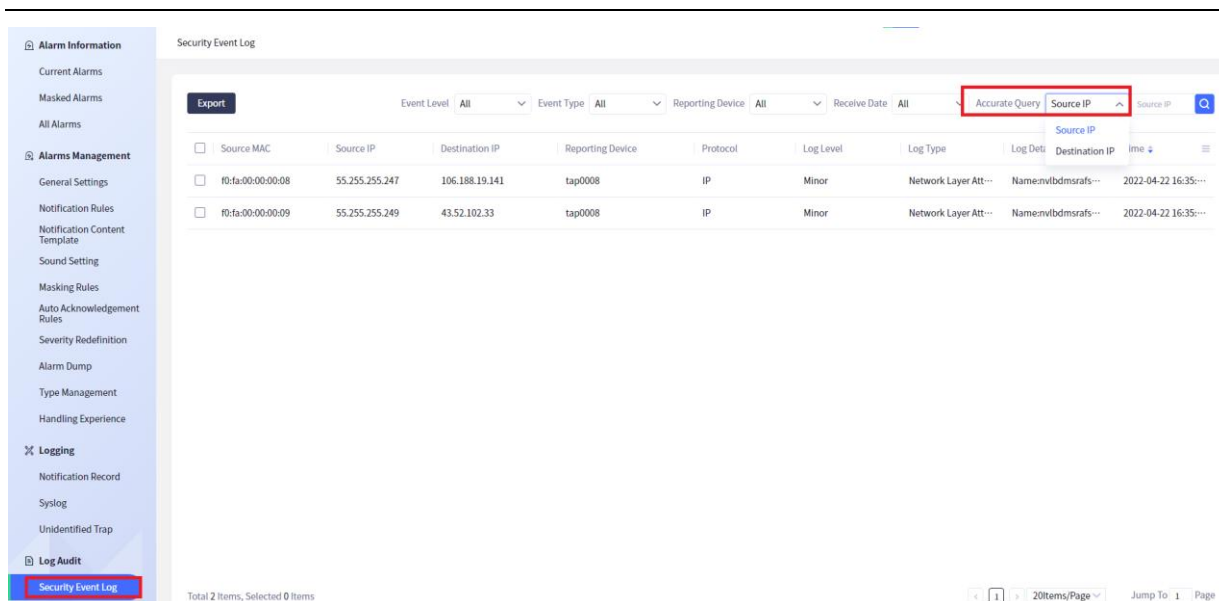 Alarm Information
Current Alarms
Masked Alarms
All Alarms
Alarms Management
General Settings
Notification Rules
Notification Content
Template
Sound Setting
Masking Rules
Auto Acknowledgement
Rules
Severity Redefinition
Alarm Dump
Type Management
Handling Experience
Logging
Notification Record
Syslog
Unidentified Trap
Log Audit
Security Event Log
Security Event Log
Export Event Level All Event Type All Reporting Device All Receive Date All Accurate Query Source IP Source IP
Source IP
Destination IP
Source MAC Source IP Destination IP Reporting Device Protocol Log Level Log Type Log Deta ime
f0:fa:00:00:00:08 55.255.255.247 106.188.19.141 tap0008 IP Minor Network Layer Att··· Name:nvlbdmsrafs··· 2022-04-22 16:35:···
f0:fa:00:00:00:09 55.255.255.249 43.52.102.33 tap0008 IP Minor Network Layer Att··· Name:nvlbdmsrafs··· 2022-04-22 16:35:···
Total 2 Items, Selected 0 Items 1 20Items/Page Jump To 1 Page